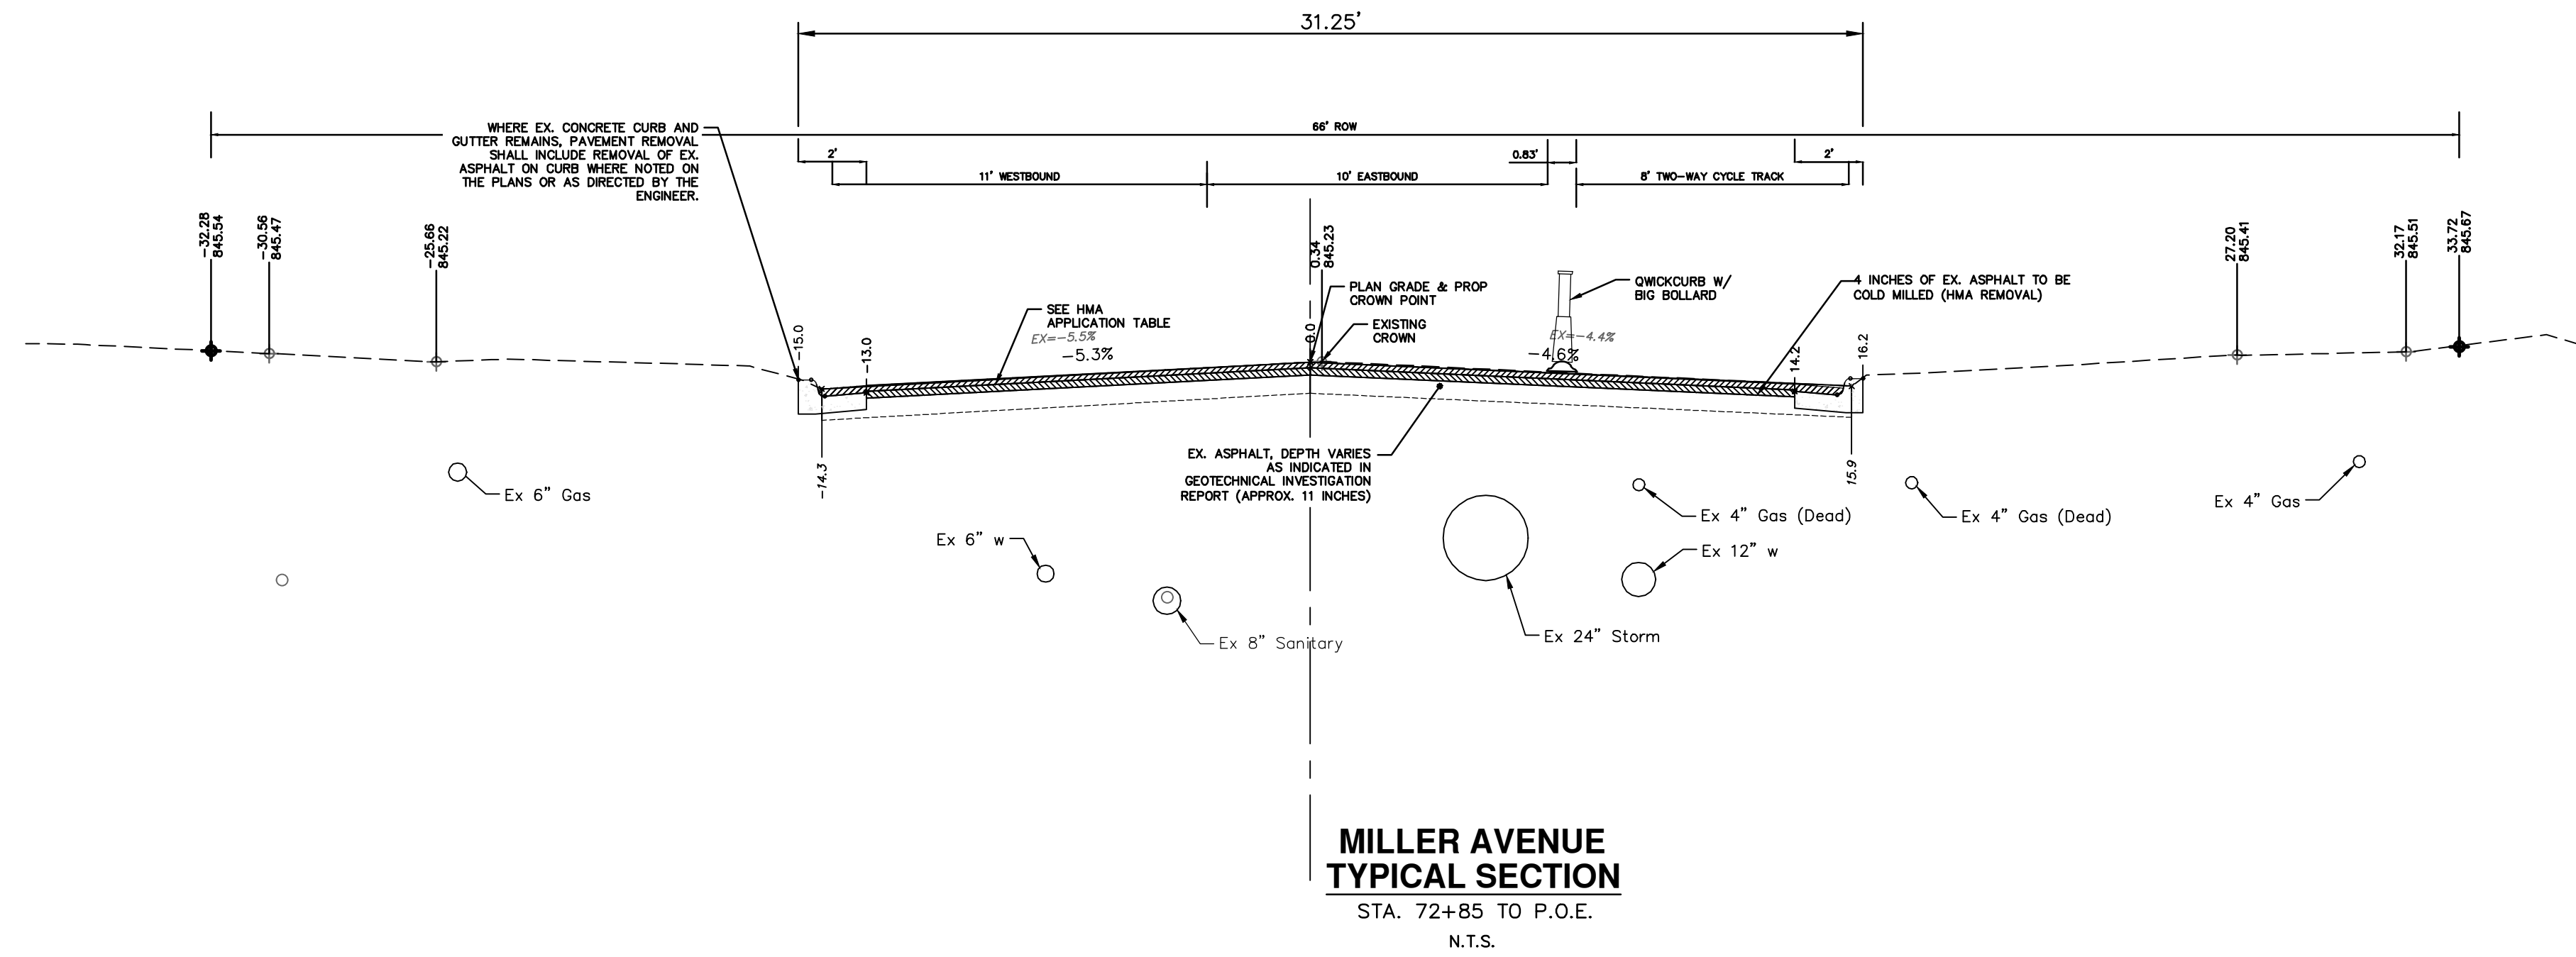 31.25'
66' ROW
WHERE EX. CONCRETE CURB AND
GUTTER REMAINS, PAVEMENT REMOVAL
SHALL INCLUDE REMOVAL OF EX.
ASPHALT ON CURB WHERE NOTED ON
THE PLANS OR AS DIRECTED BY THE
ENGINEER.
2'
0.83'
2'
11' WESTBOUND
10' EASTBOUND
8' TWO-WAY CYCLE TRACK
-32.28
845.54
-30.56
845.47
-25.66
845.22
0.34
845.23
27.20
845.41
32.17
845.51
33.72
845.67
-15.0
-13.0
SEE HMA
APPLICATION TABLE
EX=-5.5%
-5.3%
0.0
PLAN GRADE & PROP
CROWN POINT
EXISTING
CROWN
QWICKCURB W/
BIG BOLLARD
EX=-4.4%
-4.6%
4 INCHES OF EX. ASPHALT TO BE
COLD MILLED (HMA REMOVAL)
14.2
16.2
-14.3
15.9
EX. ASPHALT, DEPTH VARIES
AS INDICATED IN
GEOTECHNICAL INVESTIGATION
REPORT (APPROX. 11 INCHES)
Ex 6" Gas
Ex 6" w
Ex 8" Sanitary
Ex 24" Storm
Ex 4" Gas (Dead)
Ex 12" w
Ex 4" Gas (Dead)
Ex 4" Gas
MILLER AVENUE
TYPICAL SECTION
STA. 72+85 TO P.O.E.
N.T.S.